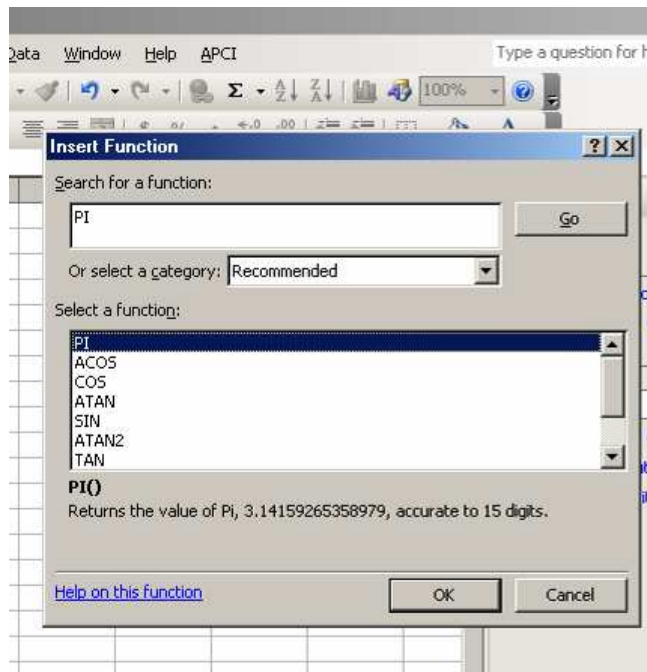 Data Window Help APCI Type a question for h
Σ 100%
Insert Function
Search for a function:
PI
Go
Or select a category: Recommended
Select a function:
PI
ACOS
COS
ATAN
SIN
ATAN2
TAN
PI()
Returns the value of Pi, 3.14159265358979, accurate to 15 digits.
Help on this function
OK Cancel